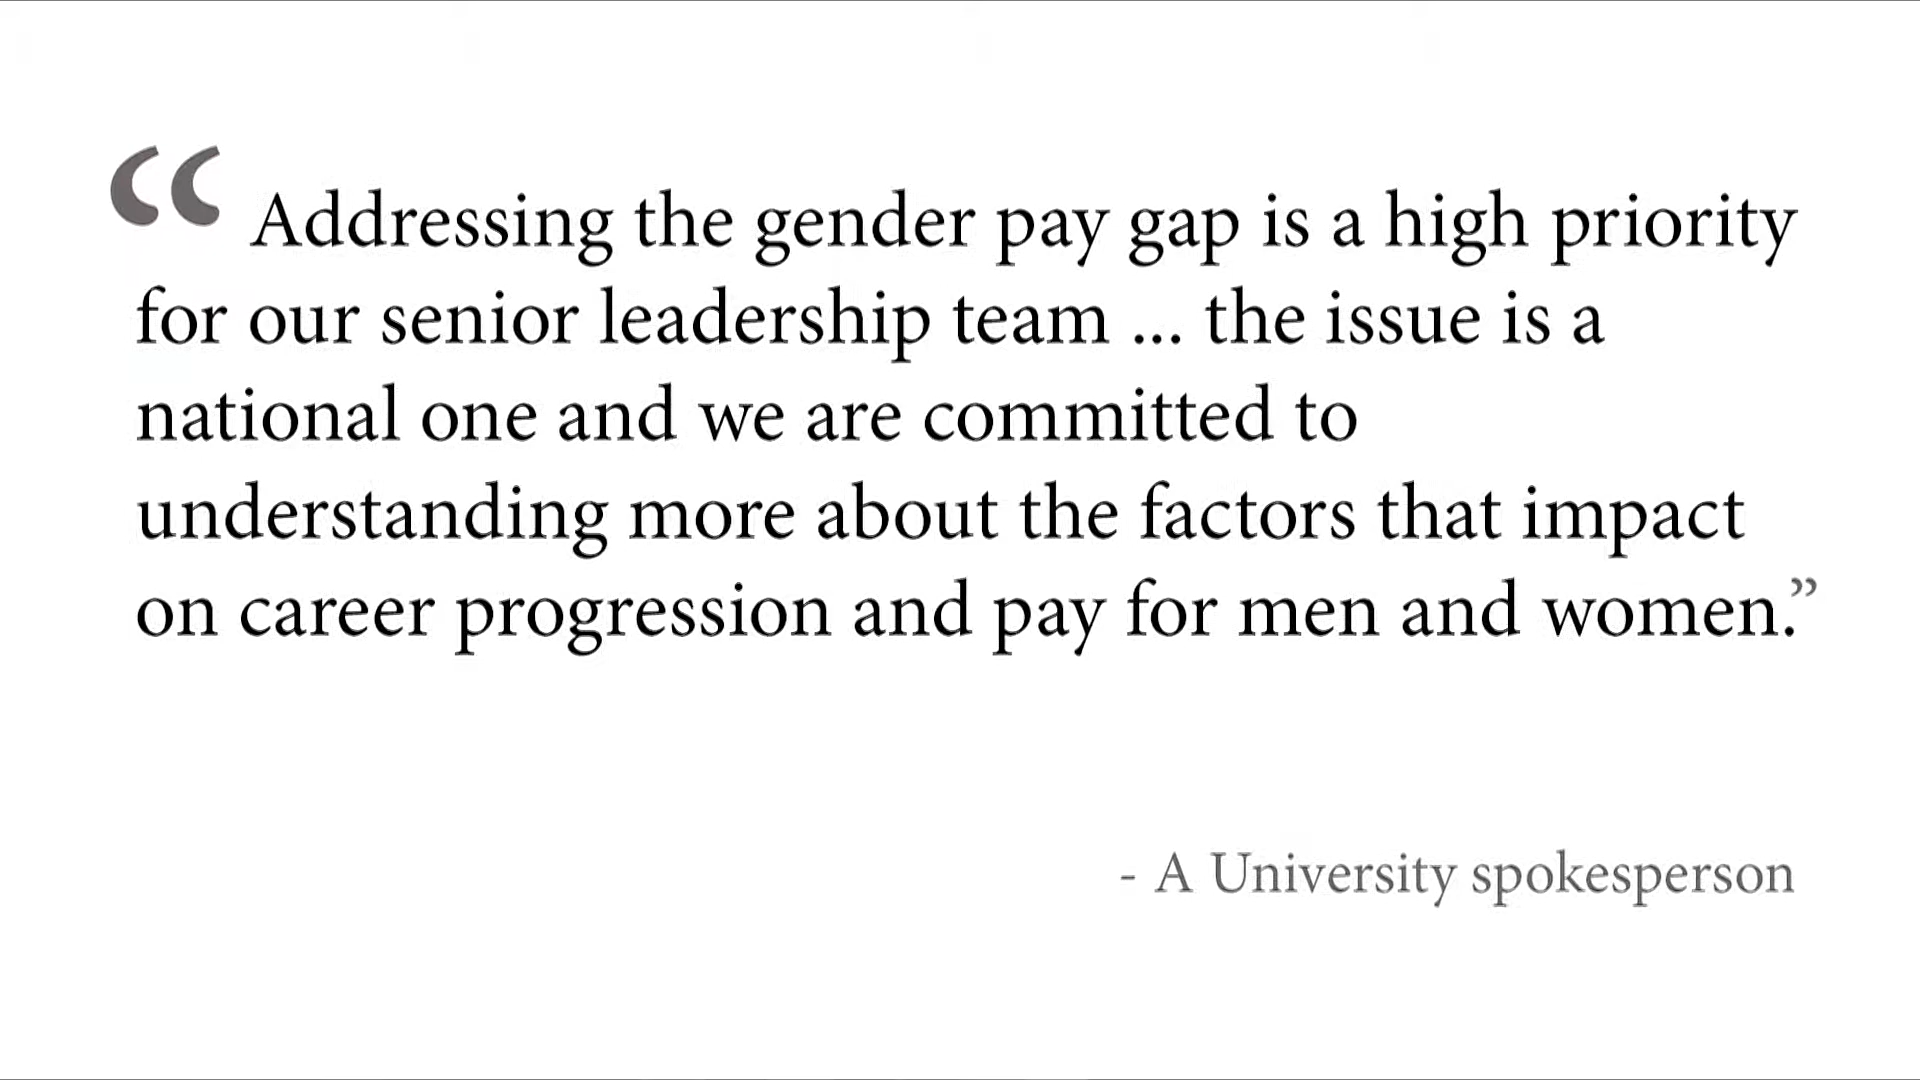 “ Addressing the gender pay gap is a high priority
for our senior leadership team ... the issue is a
national one and we are committed to
understanding more about the factors that impact
on career progression and pay for men and women.”
- A University spokesperson